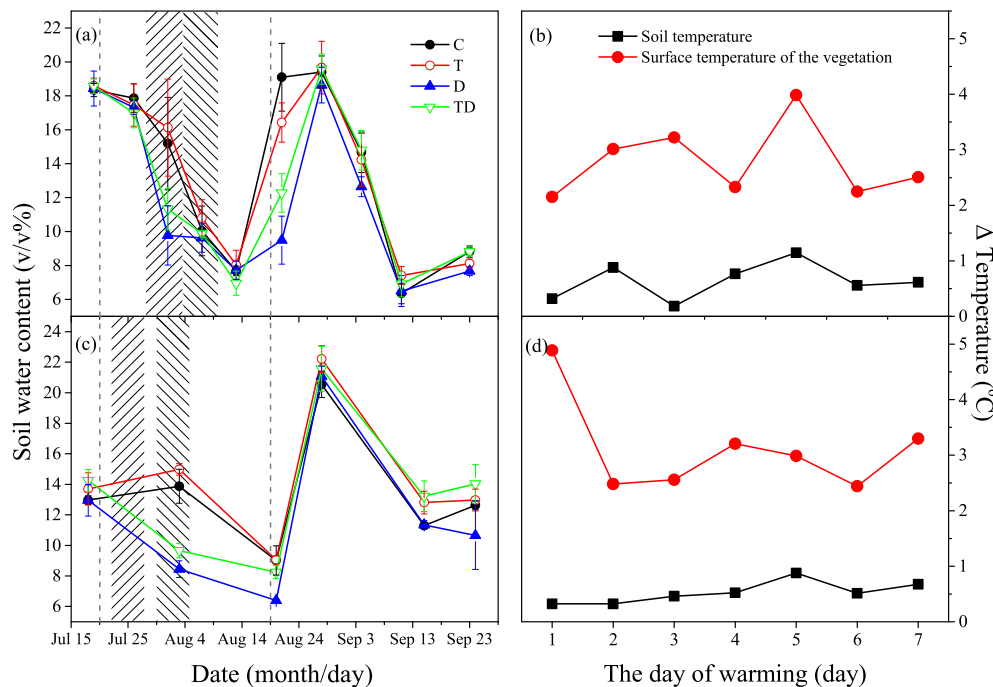 Soil water content (v/v%)
22
20
18
16
14
12
10
8
6
(a)
C
T
D
TD
24
22
20
18
16
14
12
10
8
6
(c)
Jul 15 Jul 25 Aug 4 Aug 14 Aug 24 Sep 3 Sep 13 Sep 23
Date (month/day)
(b)
Soil temperature
Surface temperature of the vegetation
5
4
3
2
1
0
(d)
5
4
3
2
1
0
Δ Temperature (°C)
1 2 3 4 5 6 7
The day of warming (day)